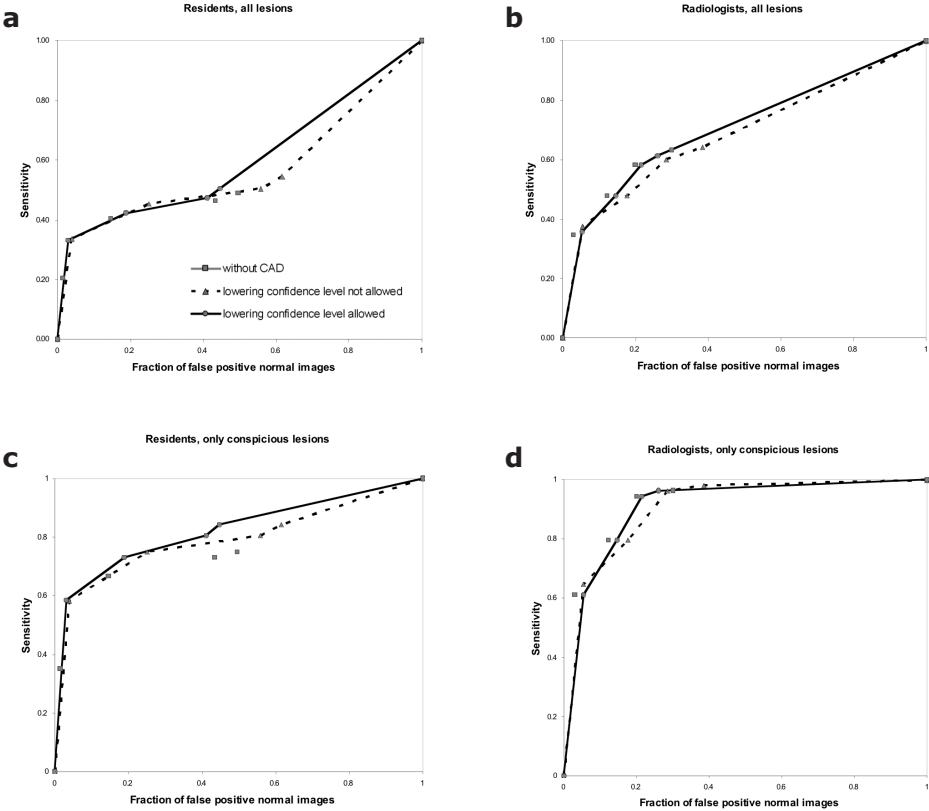 a
Residents, all lesions
1.00
0.80
0.60
0.40
0.20
0.00
Sensitivity
without CAD
lowering confidence level not allowed
lowering confidence level allowed
0 0.2 0.4 0.6 0.8 1
Fraction of false positive normal images
b
Radiologists, all lesions
1.00
0.80
0.60
0.40
0.20
0.00
Sensitivity
0 0.2 0.4 0.6 0.8 1
Fraction of false positive normal images
c
Residents, only conspicious lesions
1
0.8
0.6
0.4
0.2
0
Sensitivity
0 0.2 0.4 0.6 0.8 1
Fraction of false positive normal images
d
Radiologists, only conspicious lesions
1
0.8
0.6
0.4
0.2
0
Sensitivity
0 0.2 0.4 0.6 0.8 1
Fraction of false positive normal images